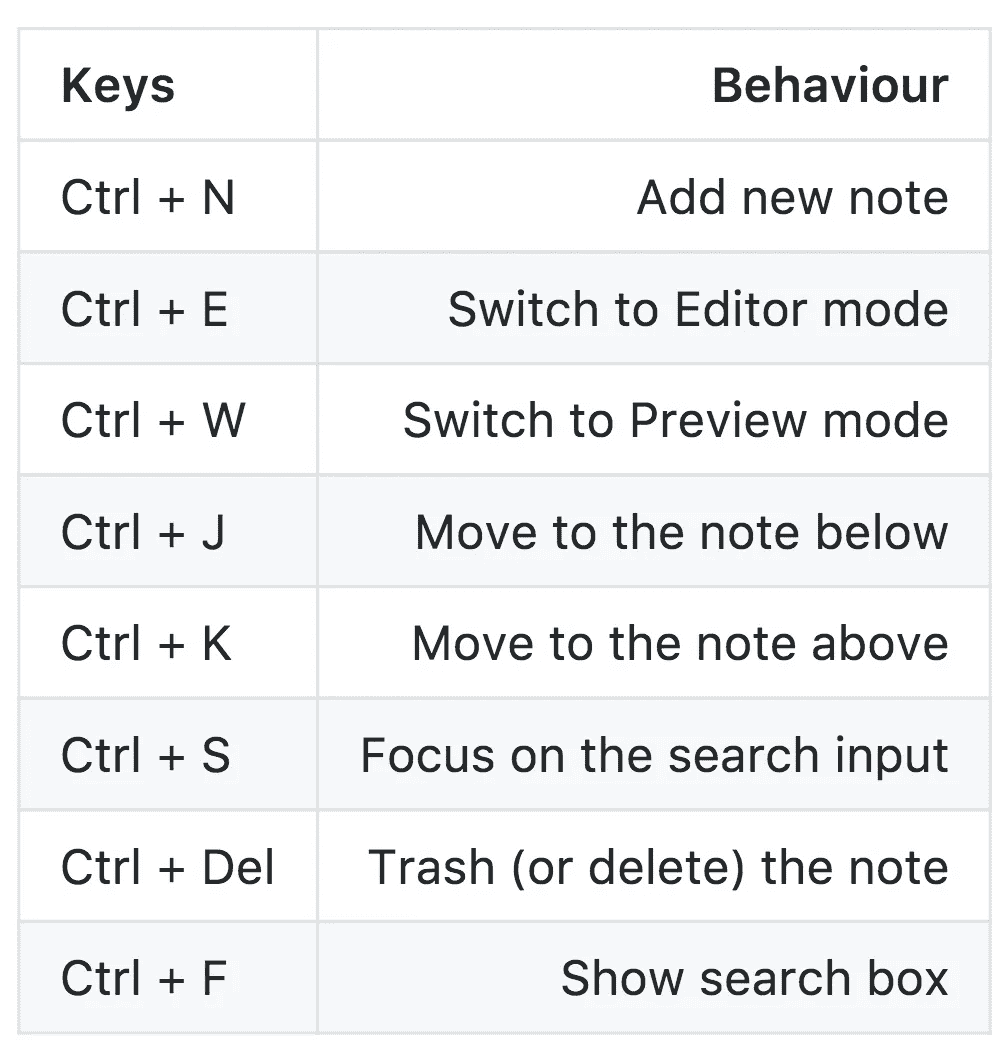 Keys Behaviour
Ctrl + N Add new note
Ctrl + E Switch to Editor mode
Ctrl + W Switch to Preview mode
Ctrl + J Move to the note below
Ctrl + K Move to the note above
Ctrl + S Focus on the search input
Ctrl + Del Trash (or delete) the note
Ctrl + F Show search box